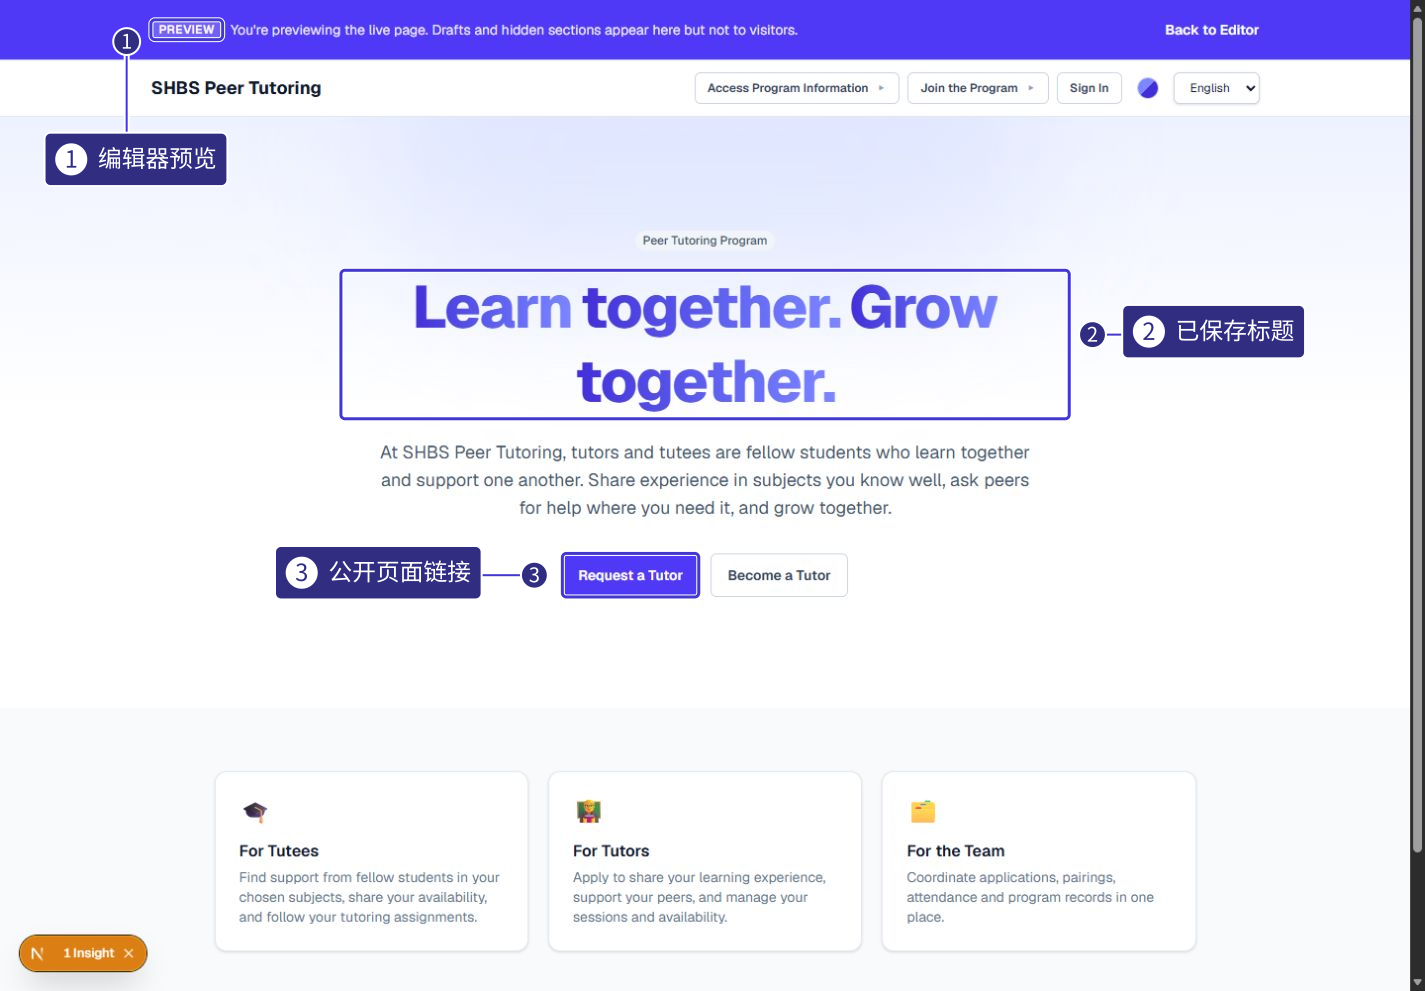 PREVIEW You're previewing the live page. Drafts and hidden sections appear here but not to visitors. Back to Editor
1
SHBS Peer Tutoring Access Program Information Join the Program Sign In English
1 编辑器预览
Peer Tutoring Program
Learn together. Grow
together.
2 2 已保存标题
At SHBS Peer Tutoring, tutors and tutees are fellow students who learn together
and support one another. Share experience in subjects you know well, ask peers
for help where you need it, and grow together.
3 公开页面链接 3 Request a Tutor Become a Tutor
For Tutees
Find support from fellow students in your
chosen subjects, share your availability,
and follow your tutoring assignments.
For Tutors
Apply to share your learning experience,
support your peers, and manage your
sessions and availability.
For the Team
Coordinate applications, pairings,
attendance and program records in one
place.
N 1 Insight ×